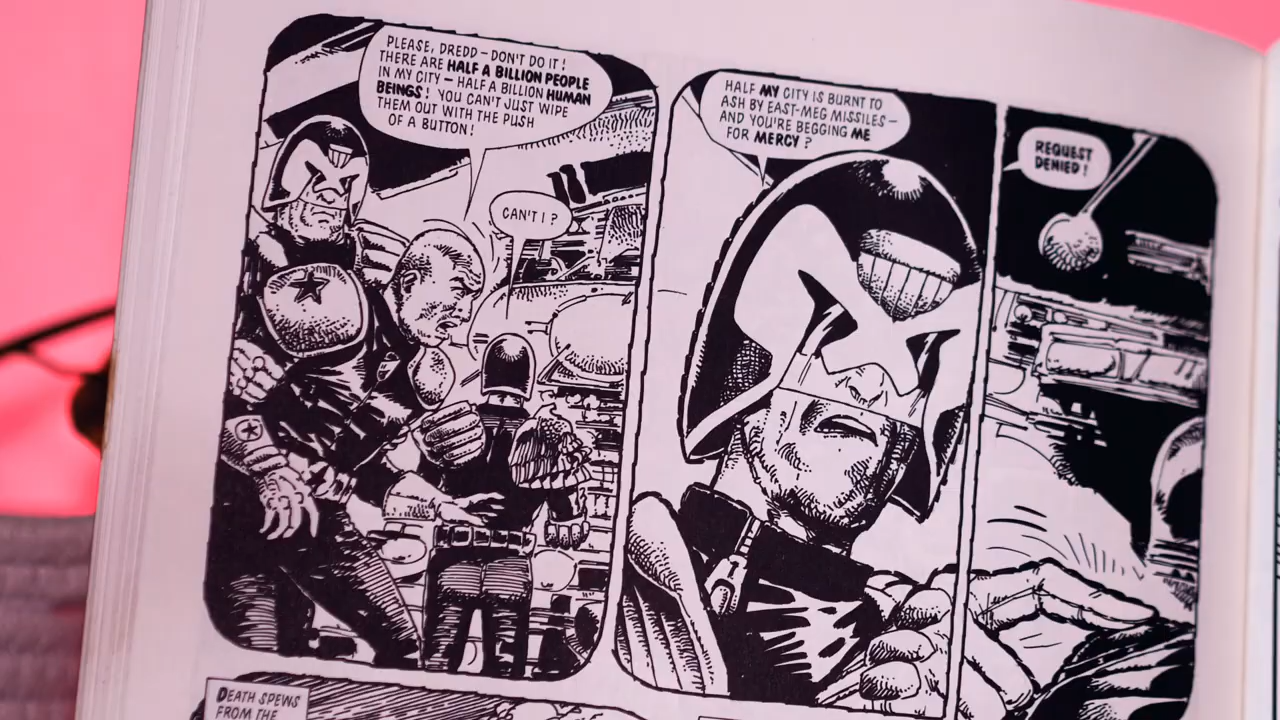 PLEASE, DREDD – DON'T DO IT!
THERE ARE HALF A BILLION PEOPLE
IN MY CITY – HALF A BILLION HUMAN
BEINGS! YOU CAN'T JUST WIPE
THEM OUT WITH THE PUSH
OF A BUTTON!
CAN'T I?
HALF MY CITY IS BURNT TO
ASH BY EAST-MEG MISSILES –
AND YOU'RE BEGGING ME
FOR MERCY?
REQUEST
DENIED!
DEATH SPEWS
FROM THE